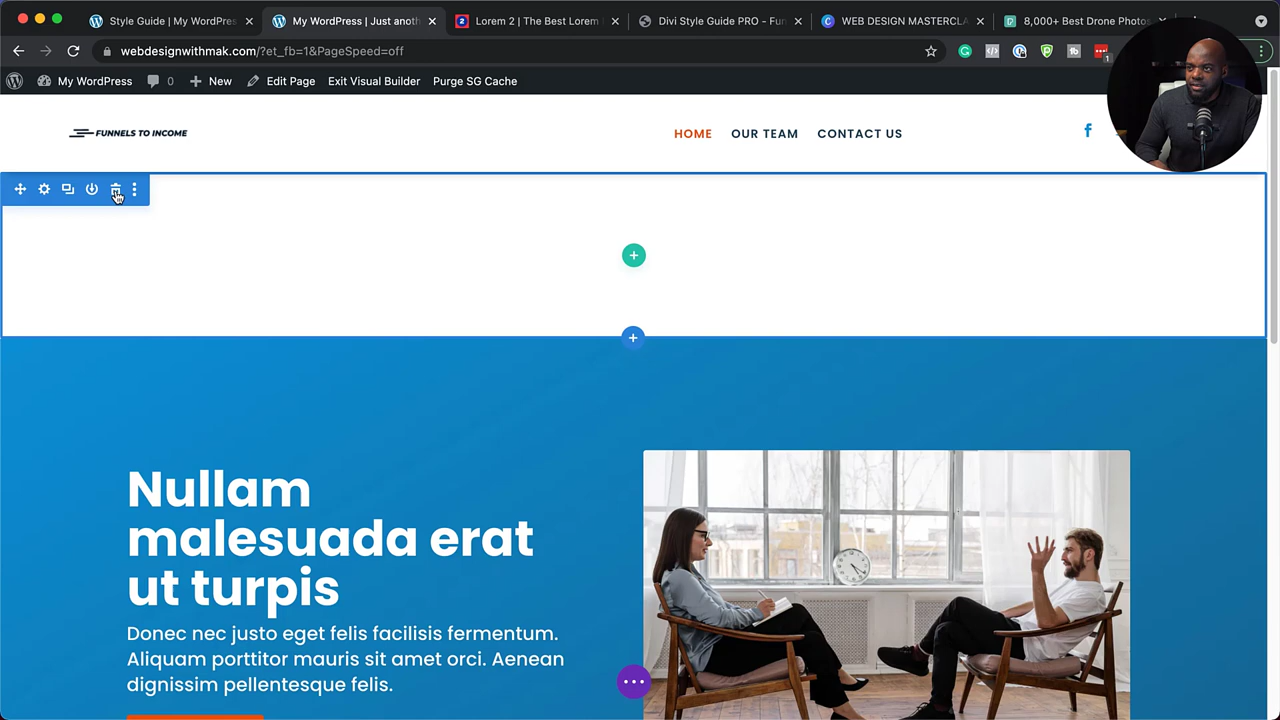 Style Guide | My WordPress
My WordPress | Just anot
Lorem 2 | The Best Lorem
Divi Style Guide PRO - Fun
WEB DESIGN MASTERCLA
8,000+ Best Drone Photos
webdesignwithmak.com/?et_fb=1&PageSpeed=off
1
My WordPress
0
New
Edit Page
Exit Visual Builder
Purge SG Cache
FUNNELS TO INCOME
HOME
OUR TEAM
CONTACT US
Nullam
malesuada erat
ut turpis
Donec nec justo eget felis facilisis fermentum.
Aliquam porttitor mauris sit amet orci. Aenean
dignissim pellentesque felis.